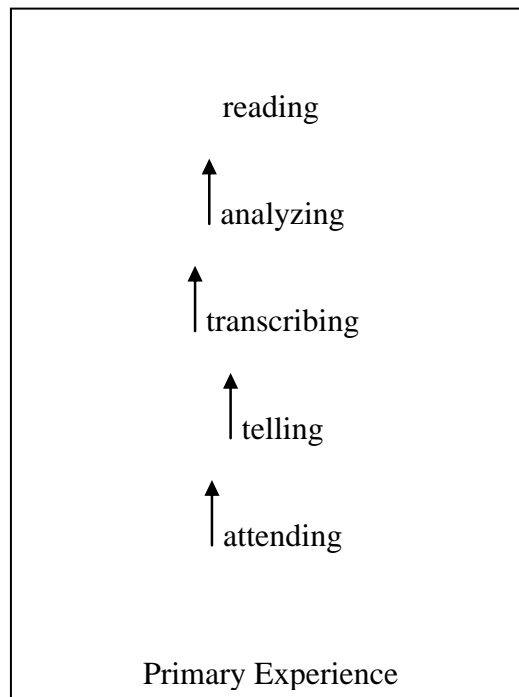 reading
analyzing
transcribing
telling
attending
Primary Experience